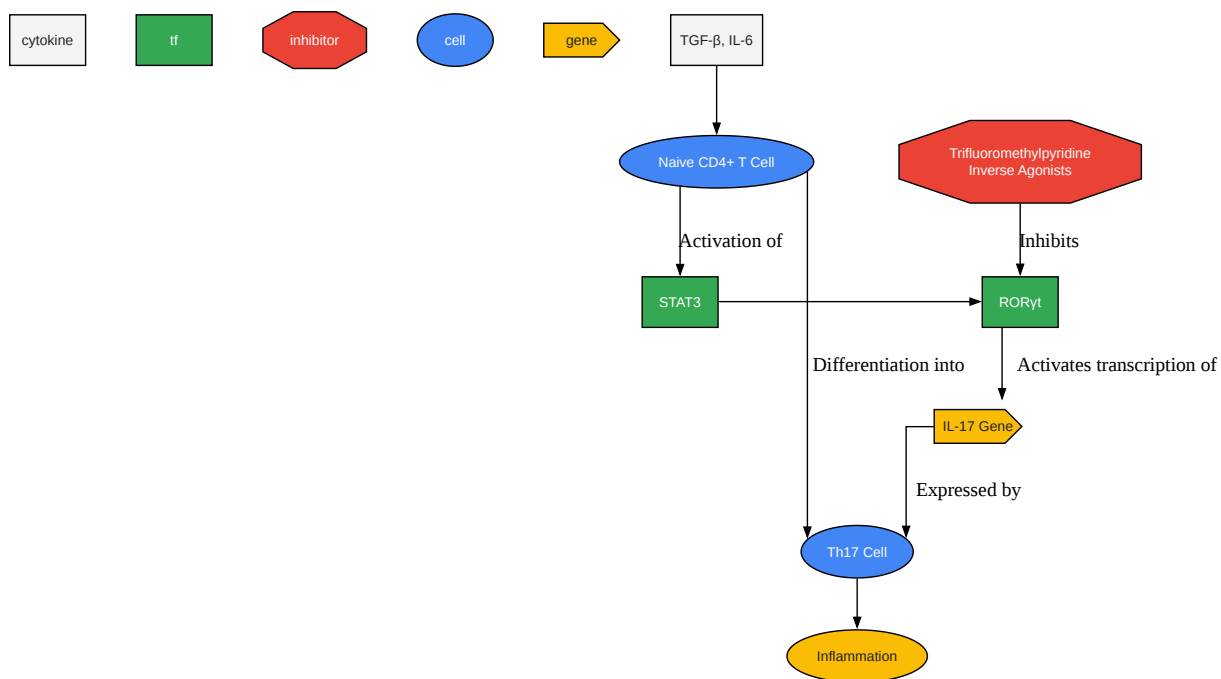 cytokine
tf
inhibitor
cell
gene
TGF-β, IL-6
Naive CD4+ T Cell
Trifluoromethylpyridine
Inverse Agonists
Activation of
Inhibits
STAT3
RORγt
Differentiation into
Activates transcription of
IL-17 Gene
Expressed by
Th17 Cell
Inflammation